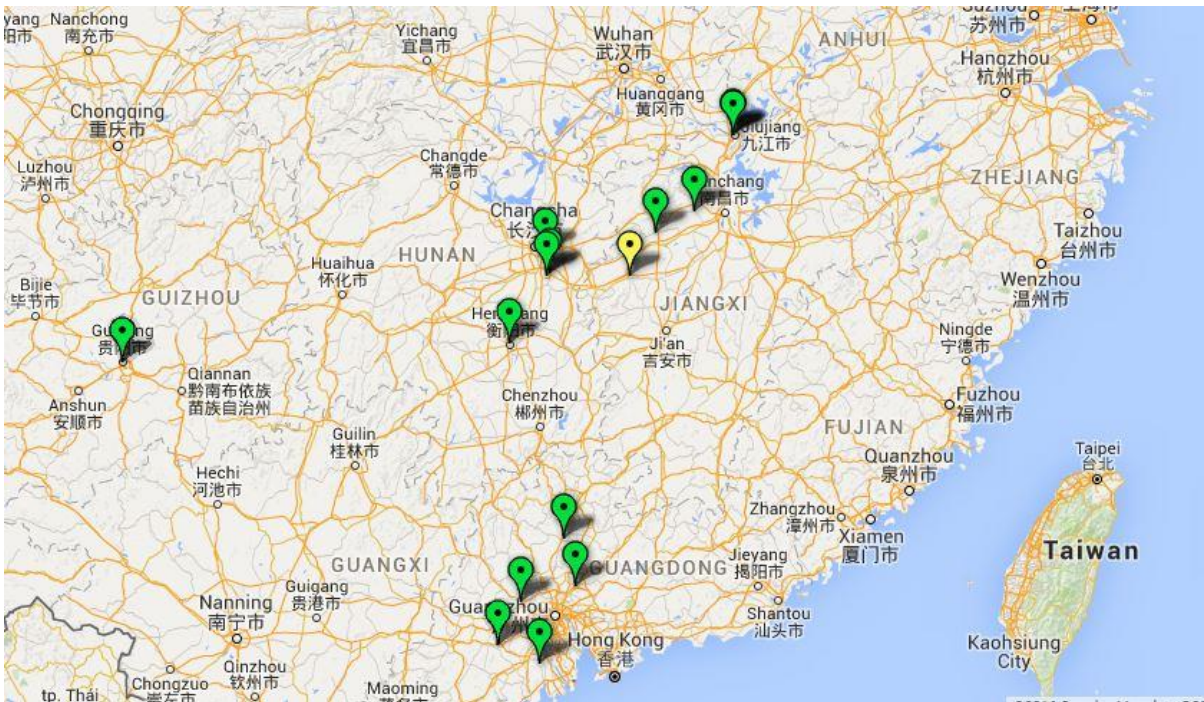 Nanchong
南充市
Yichang
宜昌市
Wuhan
武汉市
ANHUI
苏州市
Hangzhou
杭州市
Chongqing
重庆市
Huanggang
黄冈市
九江市
Luzhou
泸州市
Changde
常德市
南昌市
ZHEJIANG
Taizhou
台州市
HUNAN
Huaihua
怀化市
Wenzhou
温州市
Bijie
毕节市
GUIZHOU
JIANGXI
Ji'an
吉安市
Ningde
宁德市
Qiannan
黔南布依族
苗族自治州
Anshun
安顺市
Chenzhou
郴州市
Fuzhou
福州市
Guilin
桂林市
FUJIAN
Quanzhou
泉州市
Taipei
台北
Hechi
河池市
Zhangzhou
漳州市
Xiamen
厦门市
GUANGXI
GUANGDONG
Jieyang
揭阳市
Taiwan
Guigang
贵港市
Nanning
南宁市
Shantou
汕头市
Hong Kong
香港
Kaohsiung
City
Qinzhou
钦州市
Chongzuo
Maoming
tp. Thái